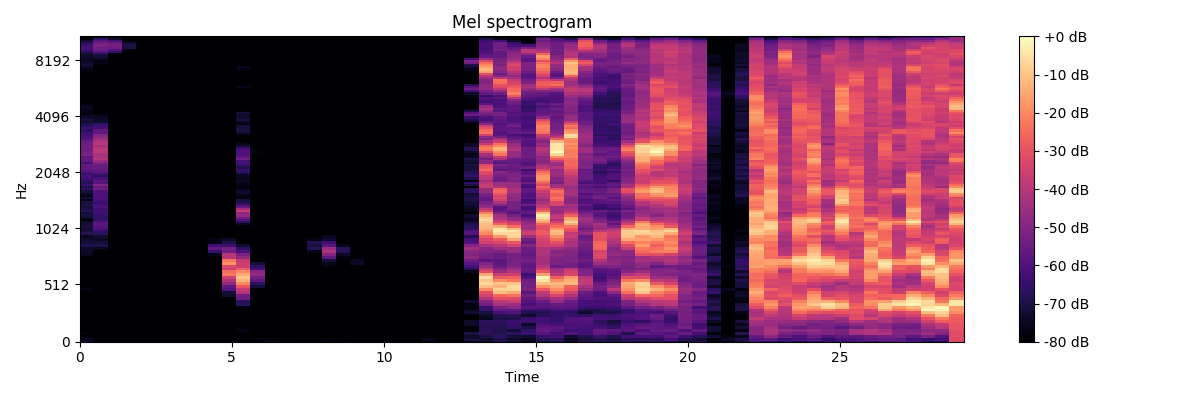 Mel spectrogram
+0 dB
8192
-10 dB
4096
-20 dB
-30 dB
Hz
2048
-40 dB
1024
-50 dB
-60 dB
512
-70 dB
0
-80 dB
0 5 10 15 20 25
Time